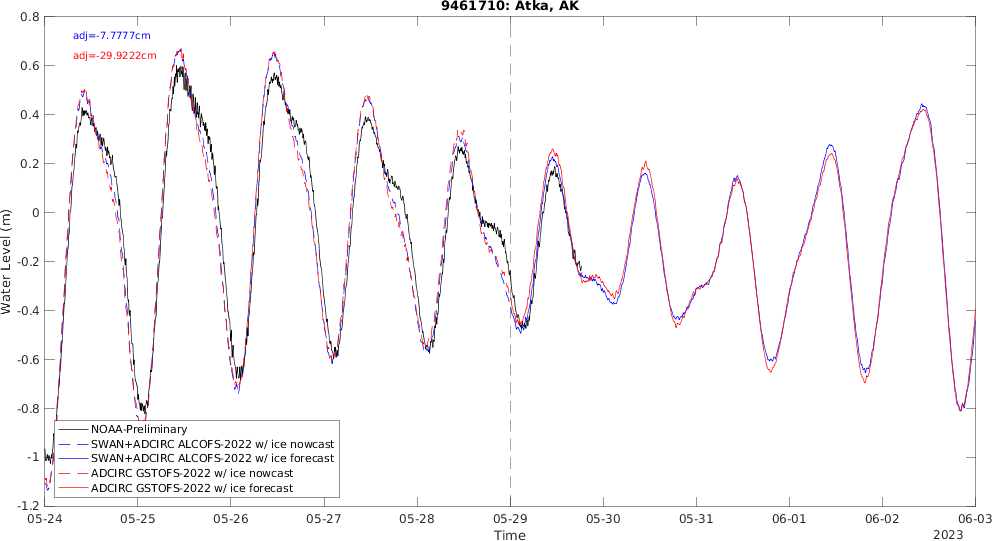 9461710: Atka, AK
adj=-7.7777cm
adj=-29.9222cm
Water Level (m)
0.8
0.6
0.4
0.2
0
-0.2
-0.4
-0.6
-0.8
-1
-1.2
NOAA-Preliminary
SWAN+ADCIRC ALCOFS-2022 w/ ice nowcast
SWAN+ADCIRC ALCOFS-2022 w/ ice forecast
ADCIRC GSTOFS-2022 w/ ice nowcast
ADCIRC GSTOFS-2022 w/ ice forecast
05-24 05-25 05-26 05-27 05-28 05-29 05-30 05-31 06-01 06-02 06-03
Time
2023